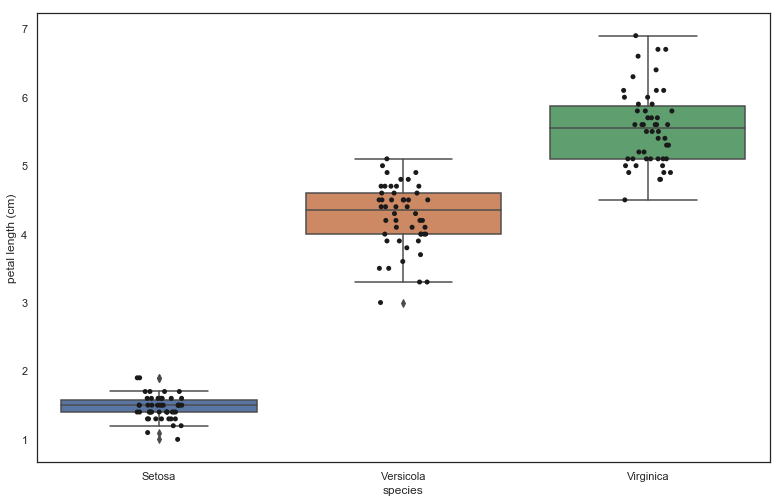 petal length (cm)
7
6
5
4
3
2
1
Setosa
Versicola
Virginica
species